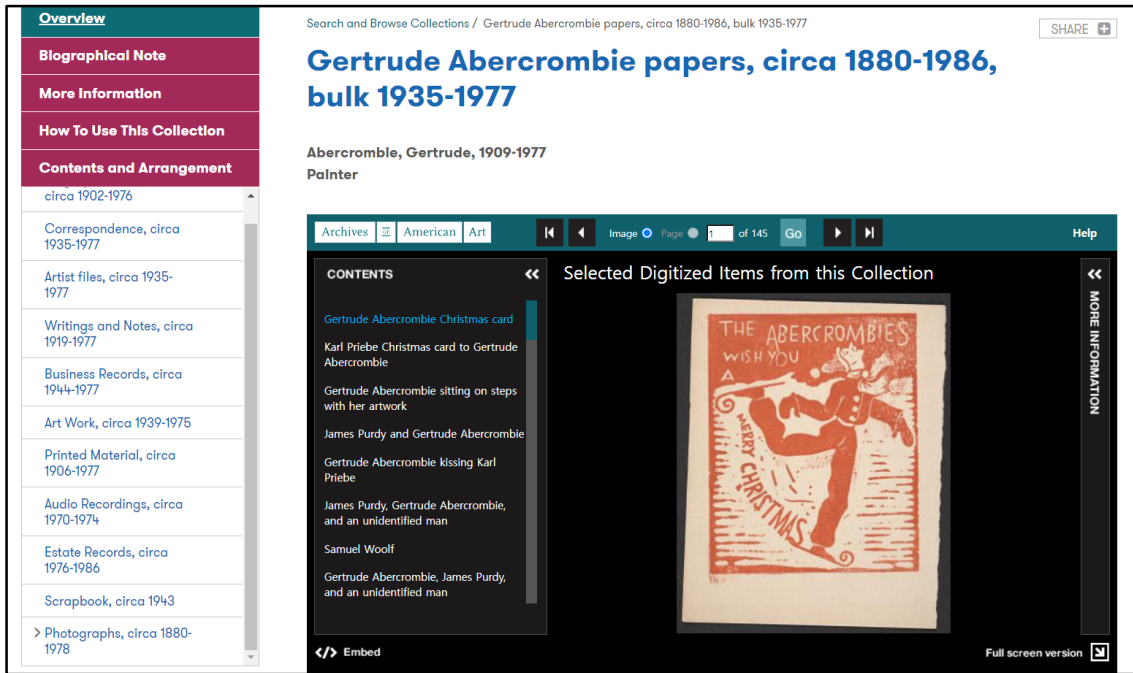 Overview
Biographical Note
More Information
How To Use This Collection
Contents and Arrangement
circa 1902-1976
Correspondence, circa
1935-1977
Artist files, circa 1935-
1977
Writings and Notes, circa
1919-1977
Business Records, circa
1944-1977
Art Work, circa 1939-1975
Printed Material, circa
1906-1977
Audio Recordings, circa
1970-1974
Estate Records, circa
1976-1986
Scrapbook, circa 1943
Photographs, circa 1880-
1978
Search and Browse Collections / Gertrude Abercrombie papers, circa 1880-1986, bulk 1935-1977
SHARE
Gertrude Abercrombie papers, circa 1880-1986,
bulk 1935-1977
Abercrombie, Gertrude, 1909-1977
Painter
Archives of American Art
Image Page 1 of 145 Go
Help
CONTENTS
Gertrude Abercrombie Christmas card
Karl Priebe Christmas card to Gertrude
Abercrombie
Gertrude Abercrombie sitting on steps
with her artwork
James Purdy and Gertrude Abercrombie
Gertrude Abercrombie kissing Karl
Priebe
James Purdy, Gertrude Abercrombie,
and an unidentified man
Samuel Woolf
Gertrude Abercrombie, James Purdy,
and an unidentified man
Selected Digitized Items from this Collection
THE ABERCROMBIES
WISH YOU
A
MERRY CHRISTMAS
MORE INFORMATION
</> Embed
Full screen version